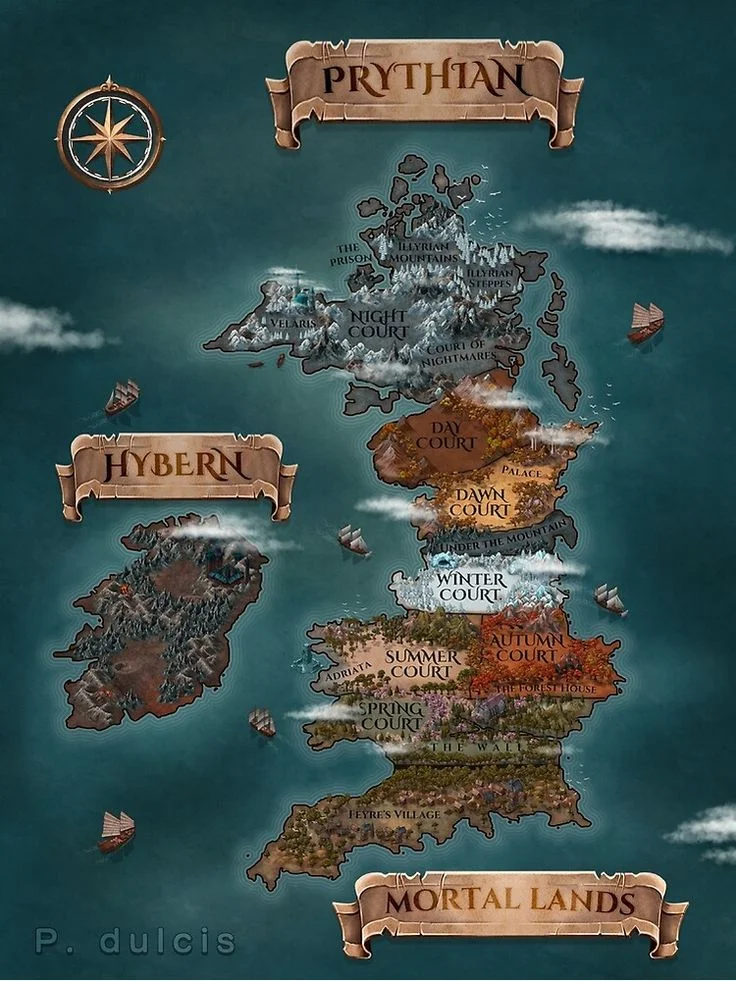 PRYTHIAN
THE
PRISON
ILLYRIAN
MOUNTAINS
ILLYRIAN
STEPPES
VELARIS
NIGHT
COURT
COURT OF
NIGHTMARES
DAY
COURT
HYBERN
PALACE
DAWN
COURT
UNDER THE MOUNTAIN
WINTER
COURT
AUTUMN
COURT
SUMMER
COURT
ADRIATA
THE FOREST HOUSE
SPRING
COURT
THE WALL
FEYRE'S VILLAGE
MORTAL LANDS
P. dulcis